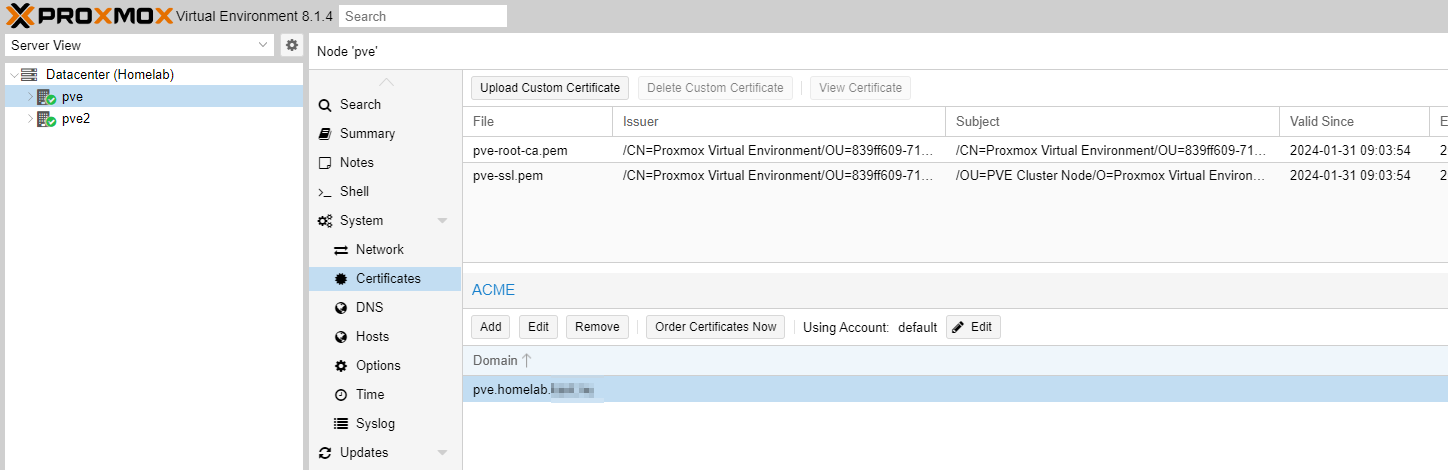 PROXMOX Virtual Environment 8.1.4 Search
Server View
Node 'pve'
Datacenter (Homelab)
pve
pve2
Search
Summary
Notes
Shell
System
Network
Certificates
DNS
Hosts
Options
Time
Syslog
Updates
Upload Custom Certificate Delete Custom Certificate View Certificate
File Issuer Subject Valid Since E
pve-root-ca.pem /CN=Proxmox Virtual Environment/OU=839ff609-71... /CN=Proxmox Virtual Environment/OU=839ff609-71... 2024-01-31 09:03:54 2
pve-ssl.pem /CN=Proxmox Virtual Environment/OU=839ff609-71... /OU=PVE Cluster Node/O=Proxmox Virtual Environ... 2024-01-31 09:03:54 2
ACME
Add Edit Remove Order Certificates Now Using Account: default Edit
Domain
pve.homelab.